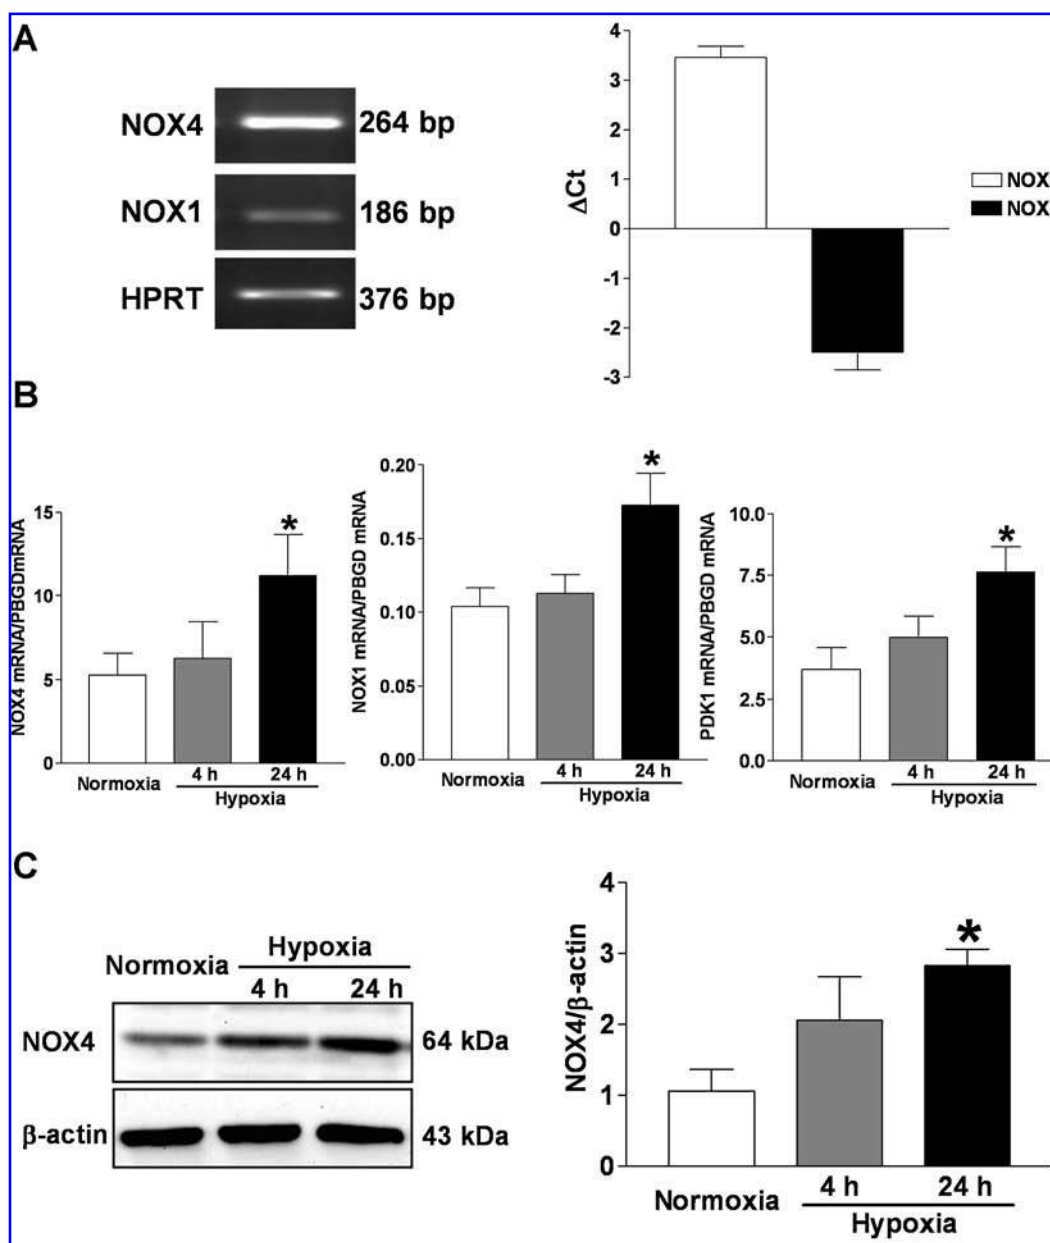 A
NOX4 264 bp
NOX1 186 bp
HPRT 376 bp
4
3
2
1
0
-1
-2
-3
ΔCt
NOX
NOX
B
NOX4 mRNA/PBGDmRNA
15
10
5
0
Normoxia
4 h
24 h
Hypoxia
*
NOX1 mRNA/PBGD mRNA
0.20
0.15
0.10
0.05
0.00
Normoxia
4 h
24 h
Hypoxia
*
PDK1 mRNA/PBGD mRNA
10.0
7.5
5.0
2.5
0.0
Normoxia
4 h
24 h
Hypoxia
*
C
Hypoxia
Normoxia
4 h 24 h
NOX4 64 kDa
β-actin 43 kDa
NOX4/β-actin
4
3
2
1
0
*
Normoxia
4 h
24 h
Hypoxia